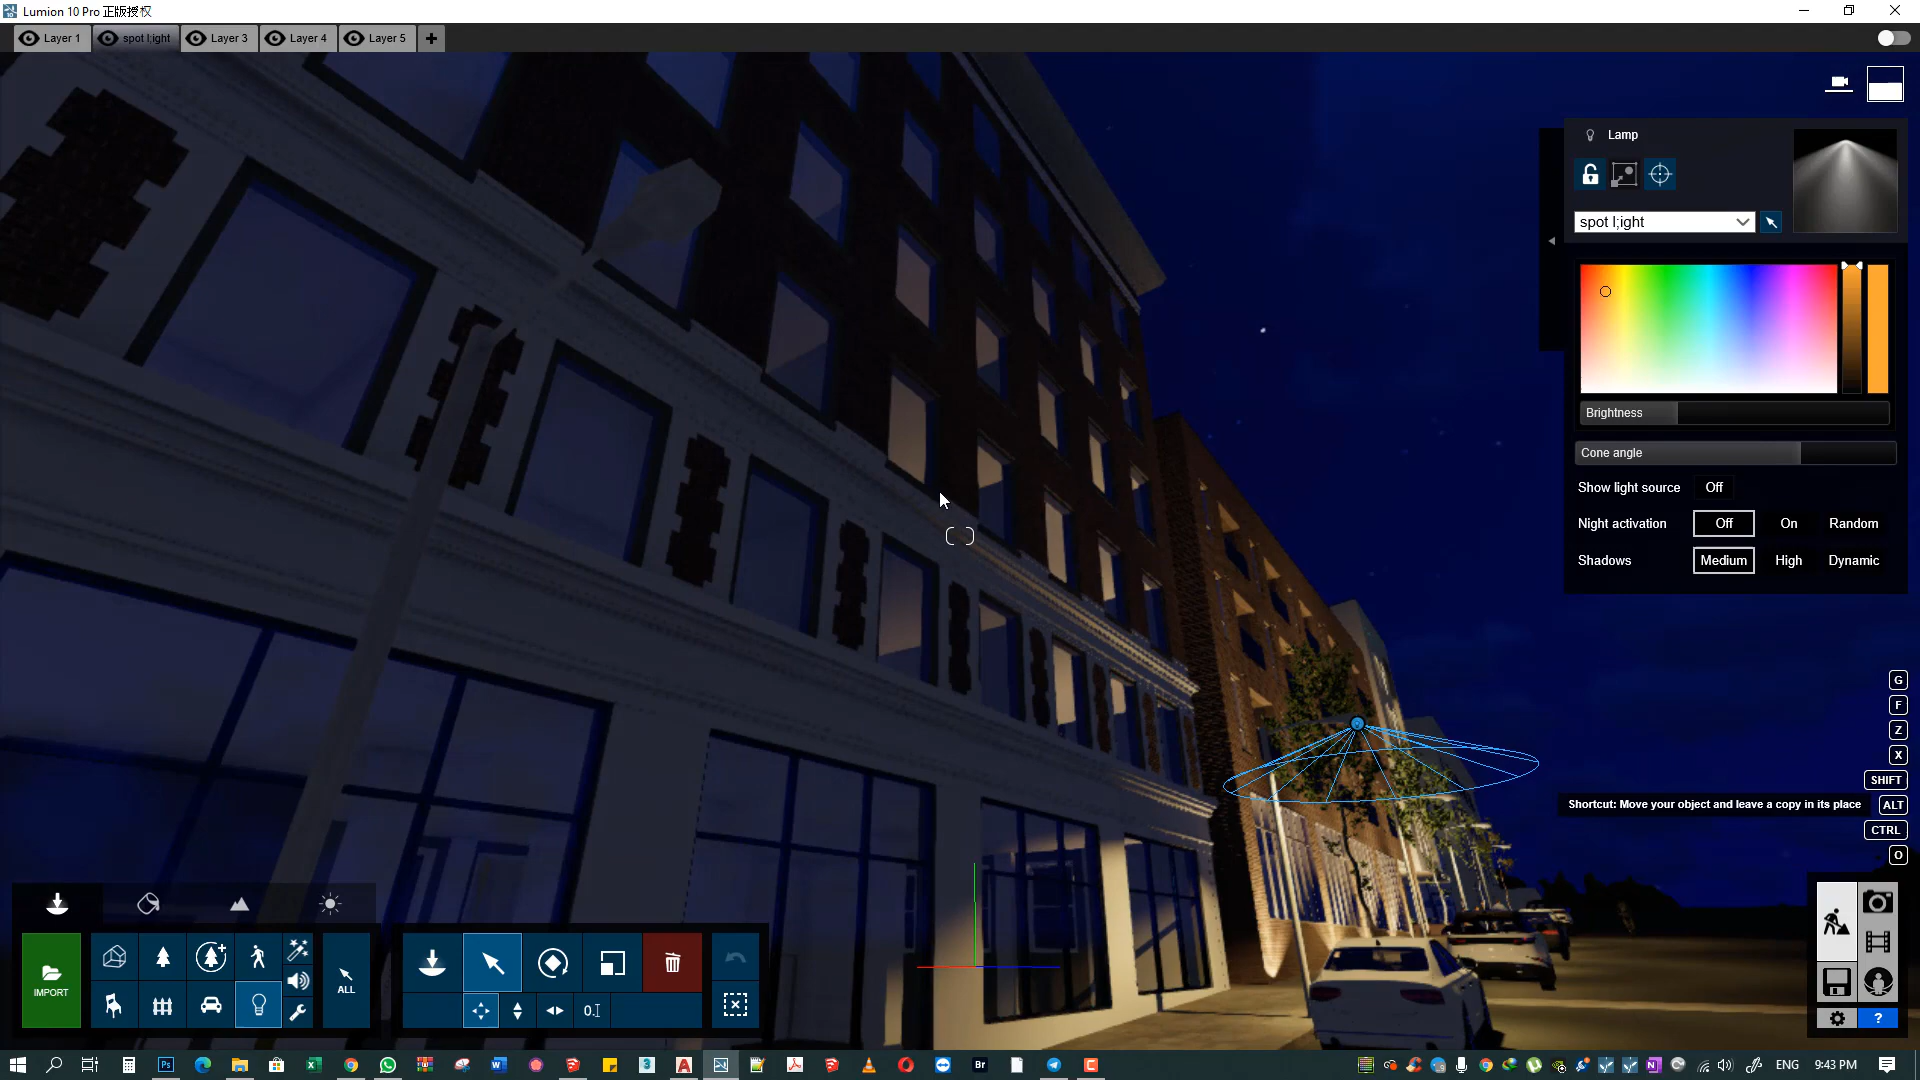 Lumion 10 Pro 正版授权
Layer 1
spot l;ight
Layer 3
Layer 4
Layer 5
Lamp
spot l;ight
Brightness
Cone angle
Show light source Off
Night activation Off On Random
Shadows Medium High Dynamic
G
F
Z
X
SHIFT
Shortcut: Move your object and leave a copy in its place ALT
CTRL
O
IMPORT
ALL
0.
?
Ps
Br
ENG 9:43 PM